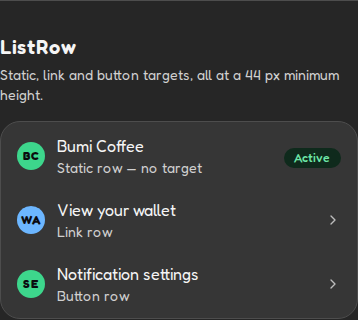 ListRow
Static, link and button targets, all at a 44 px minimum
height.
BC
Bumi Coffee
Static row — no target
Active
WA
View your wallet
Link row
SE
Notification settings
Button row